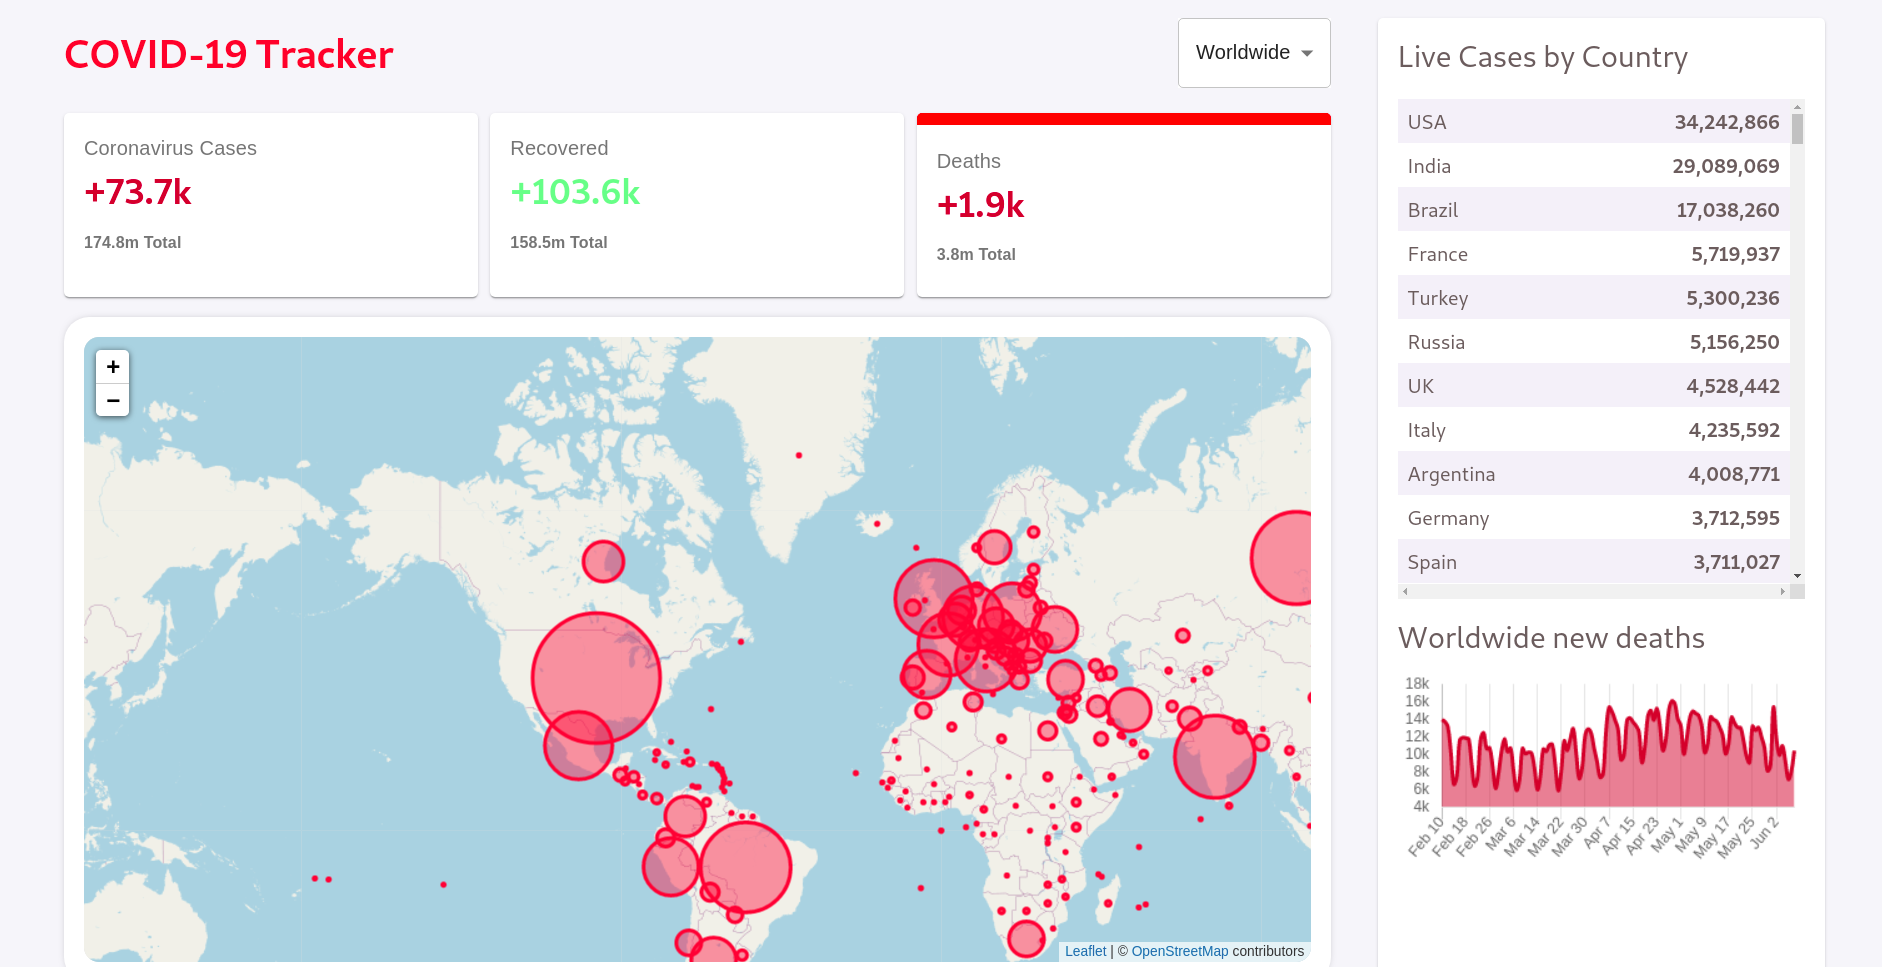 COVID-19 Tracker
Worldwide
Coronavirus Cases
+73.7k
174.8m Total
Recovered
+103.6k
158.5m Total
Deaths
+1.9k
3.8m Total
+
−
Leaflet | © OpenStreetMap contributors
Live Cases by Country
USA 34,242,866
India 29,089,069
Brazil 17,038,260
France 5,719,937
Turkey 5,300,236
Russia 5,156,250
UK 4,528,442
Italy 4,235,592
Argentina 4,008,771
Germany 3,712,595
Spain 3,711,027
Worldwide new deaths
18k
16k
14k
12k
10k
8k
6k
4k
Feb 10
Feb 18
Feb 26
Mar 6
Mar 14
Mar 22
Mar 30
Apr 7
Apr 15
Apr 23
May 1
May 9
May 17
May 25
Jun 2